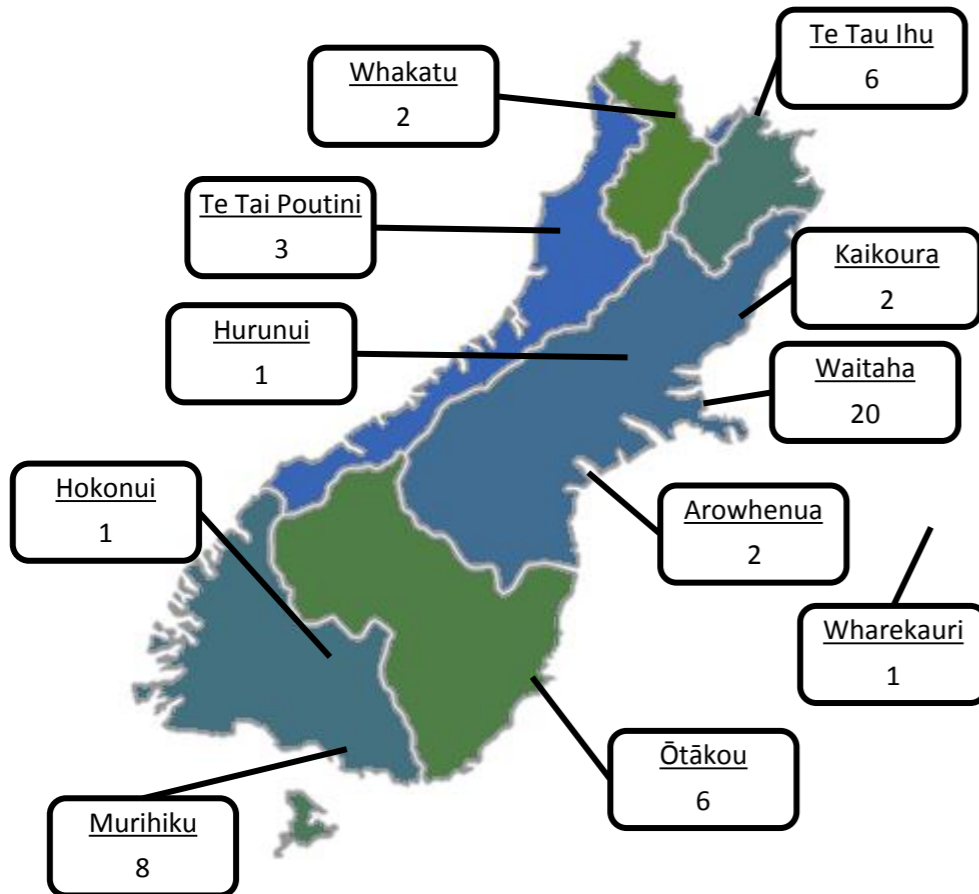 Te Tau Ihu
6
Whakatu
2
Te Tai Poutini
3
Kaikoura
2
Hurunui
1
Waitaha
20
Hokonui
1
Arowhenua
2
Wharekauri
1
Ōtākou
6
Murihiku
8